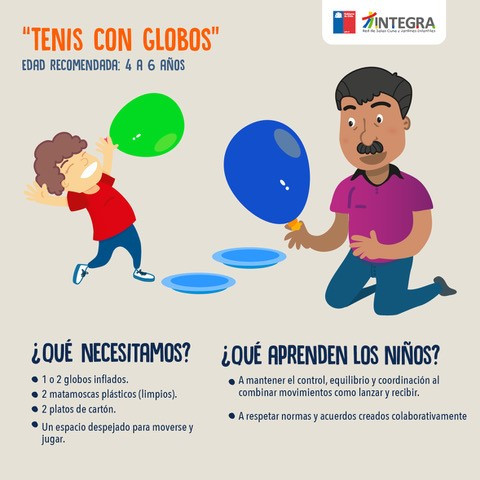 “TENIS CON GLOBOS”
EDAD RECOMENDADA: 4 A 6 AÑOS
INTEGRA
Red de Salas Cuna y Jardines Infantiles
¿QUÉ NECESITAMOS?
1 o 2 globos inflados.
2 matamoscas plásticos (limpios).
2 platos de cartón.
Un espacio despejado para moverse y
jugar.
¿QUÉ APRENDEN LOS NIÑOS?
A mantener el control, equilibrio y coordinación al
combinar movimientos como lanzar y recibir.
A respetar normas y acuerdos creados colaborativamente